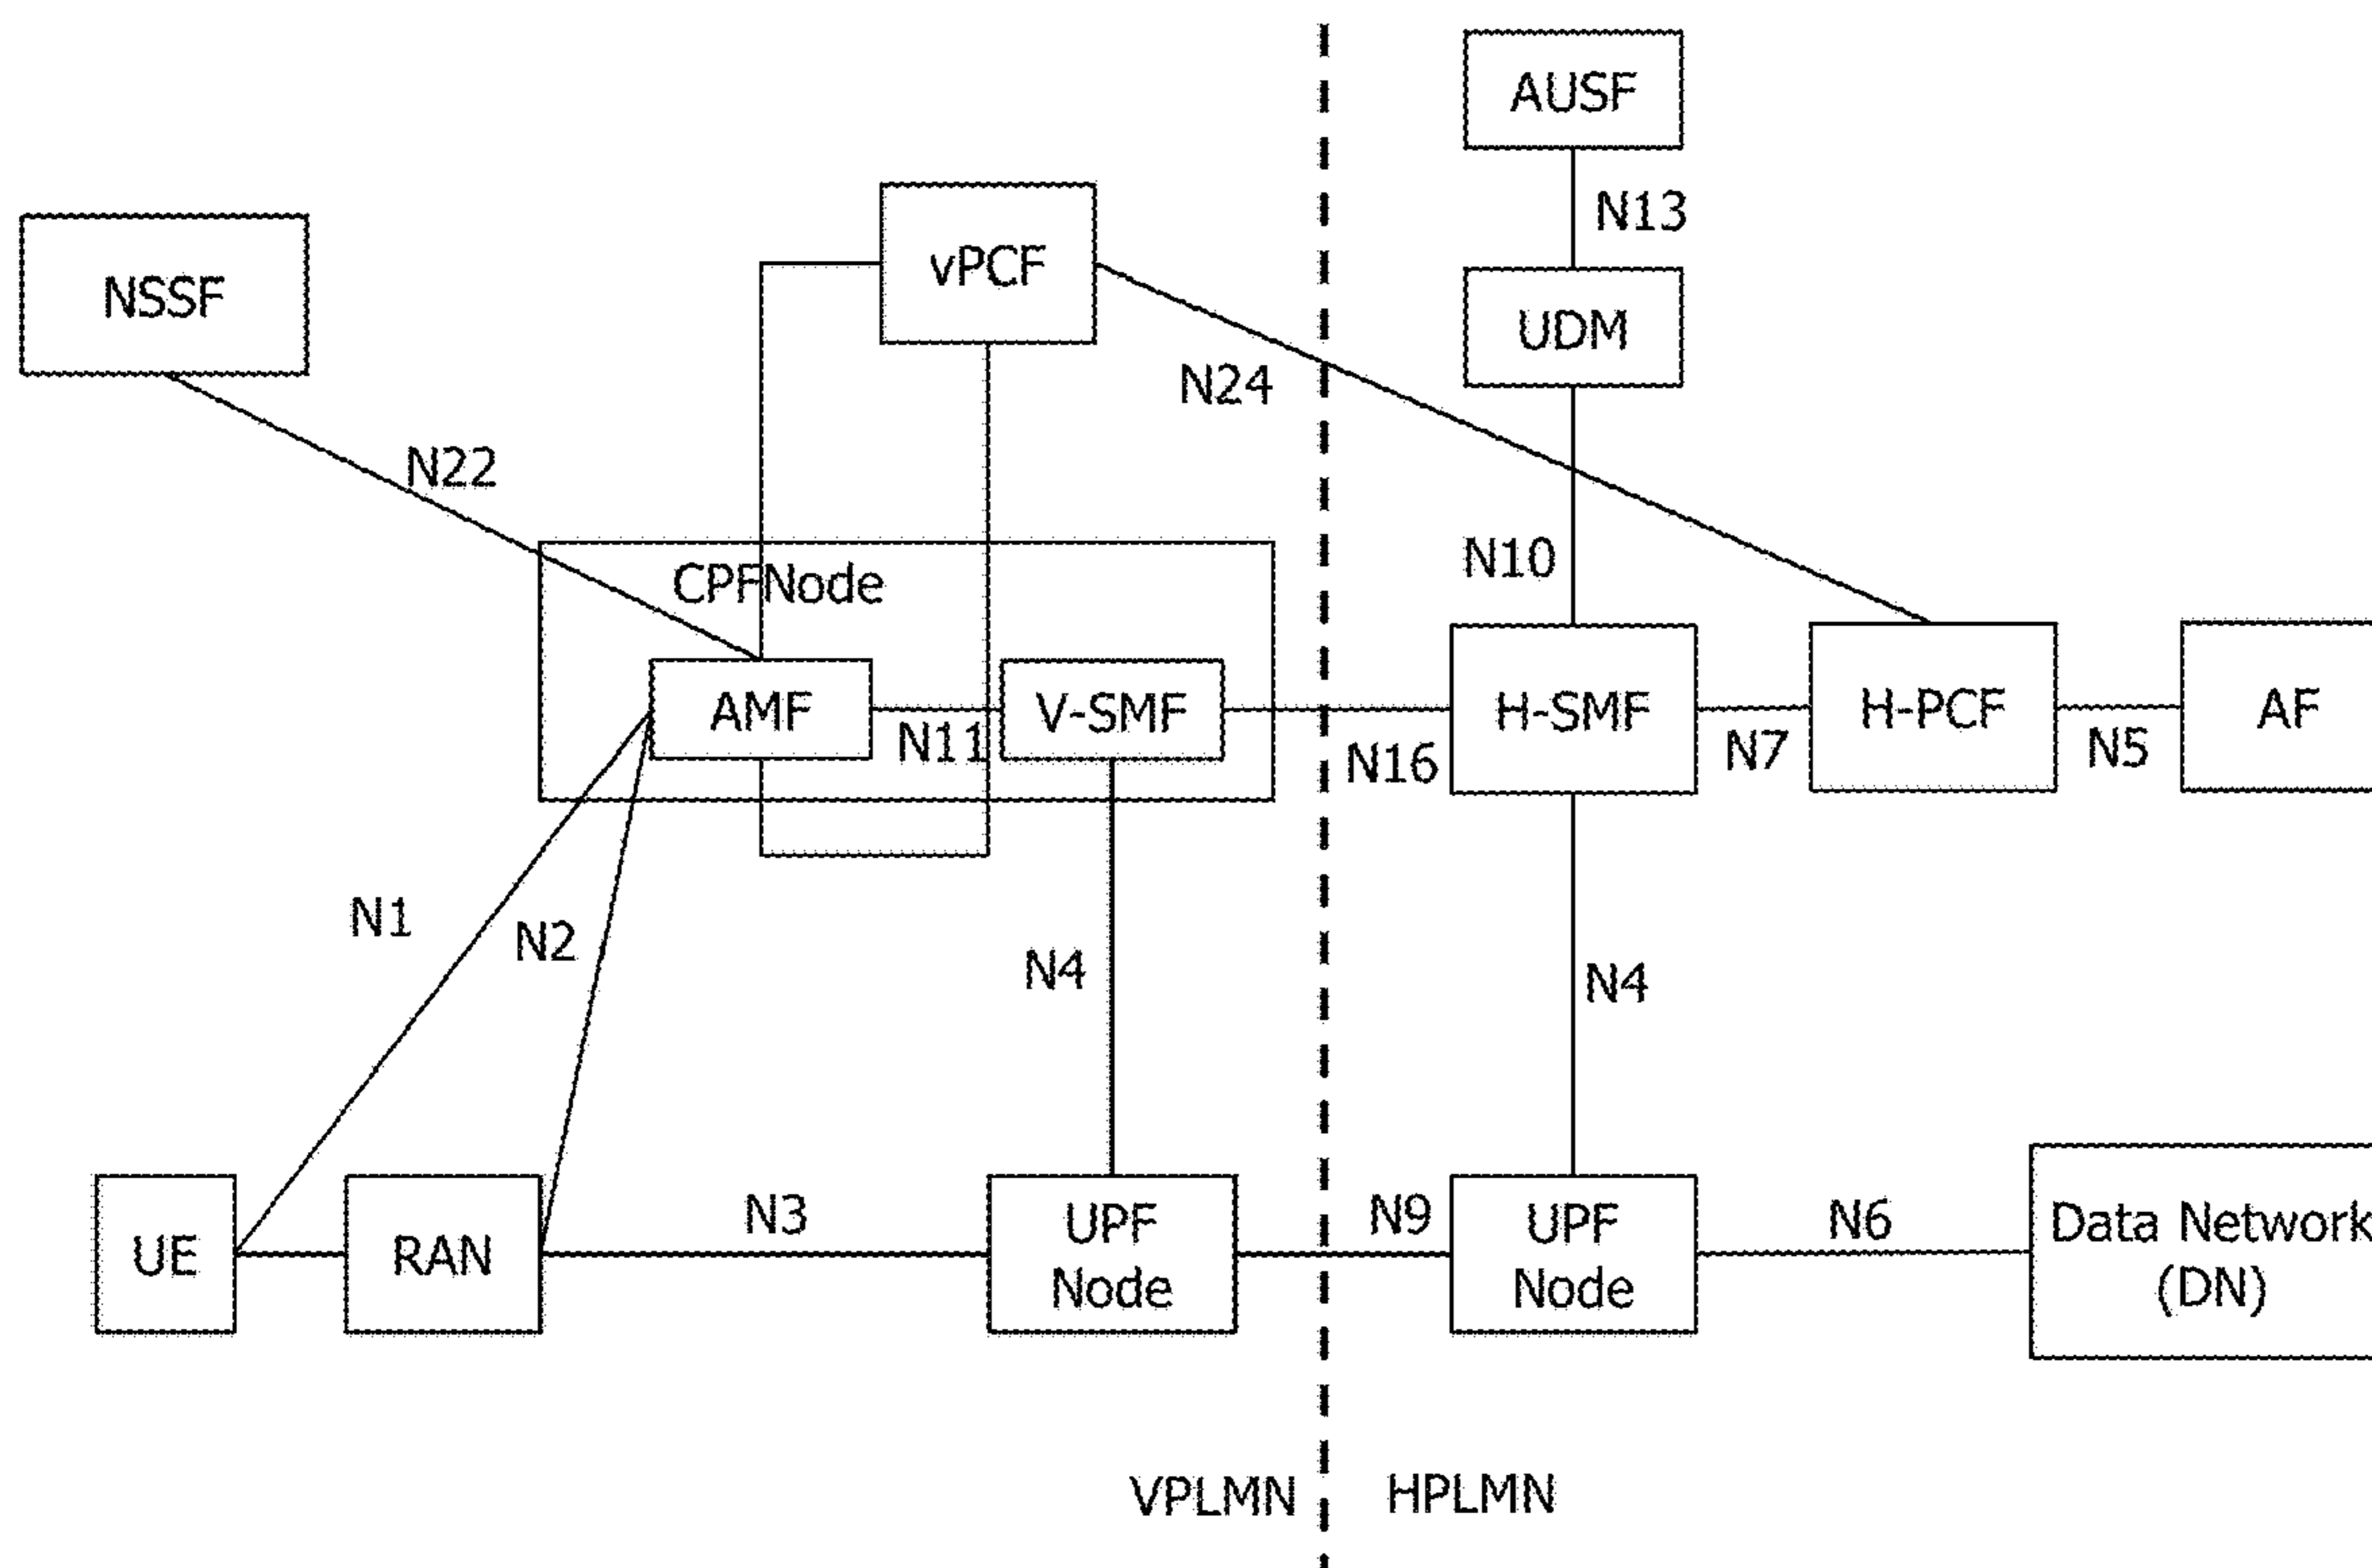 AUSF
N13
vPCF
NSSF
UDM
N24
N22
N10
CPFNode
AMF
N11
V-SMF
N16
H-SMF
N7
H-PCF
N5
AF
N1
N2
N4
N4
UE
RAN
N3
UPF
Node
N9
UPF
Node
N6
Data Network
(DN)
VPLMN
HPLMN